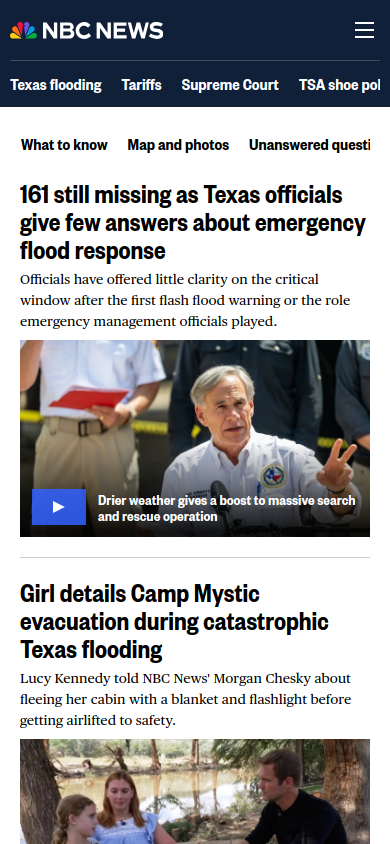 NBC NEWS
Texas flooding Tariffs Supreme Court TSA shoe pol
What to know Map and photos Unanswered questi
161 still missing as Texas officials
give few answers about emergency
flood response
Officials have offered little clarity on the critical
window after the first flash flood warning or the role
emergency management officials played.
Drier weather gives a boost to massive search
and rescue operation
Girl details Camp Mystic
evacuation during catastrophic
Texas flooding
Lucy Kennedy told NBC News' Morgan Chesky about
fleeing her cabin with a blanket and flashlight before
getting airlifted to safety.